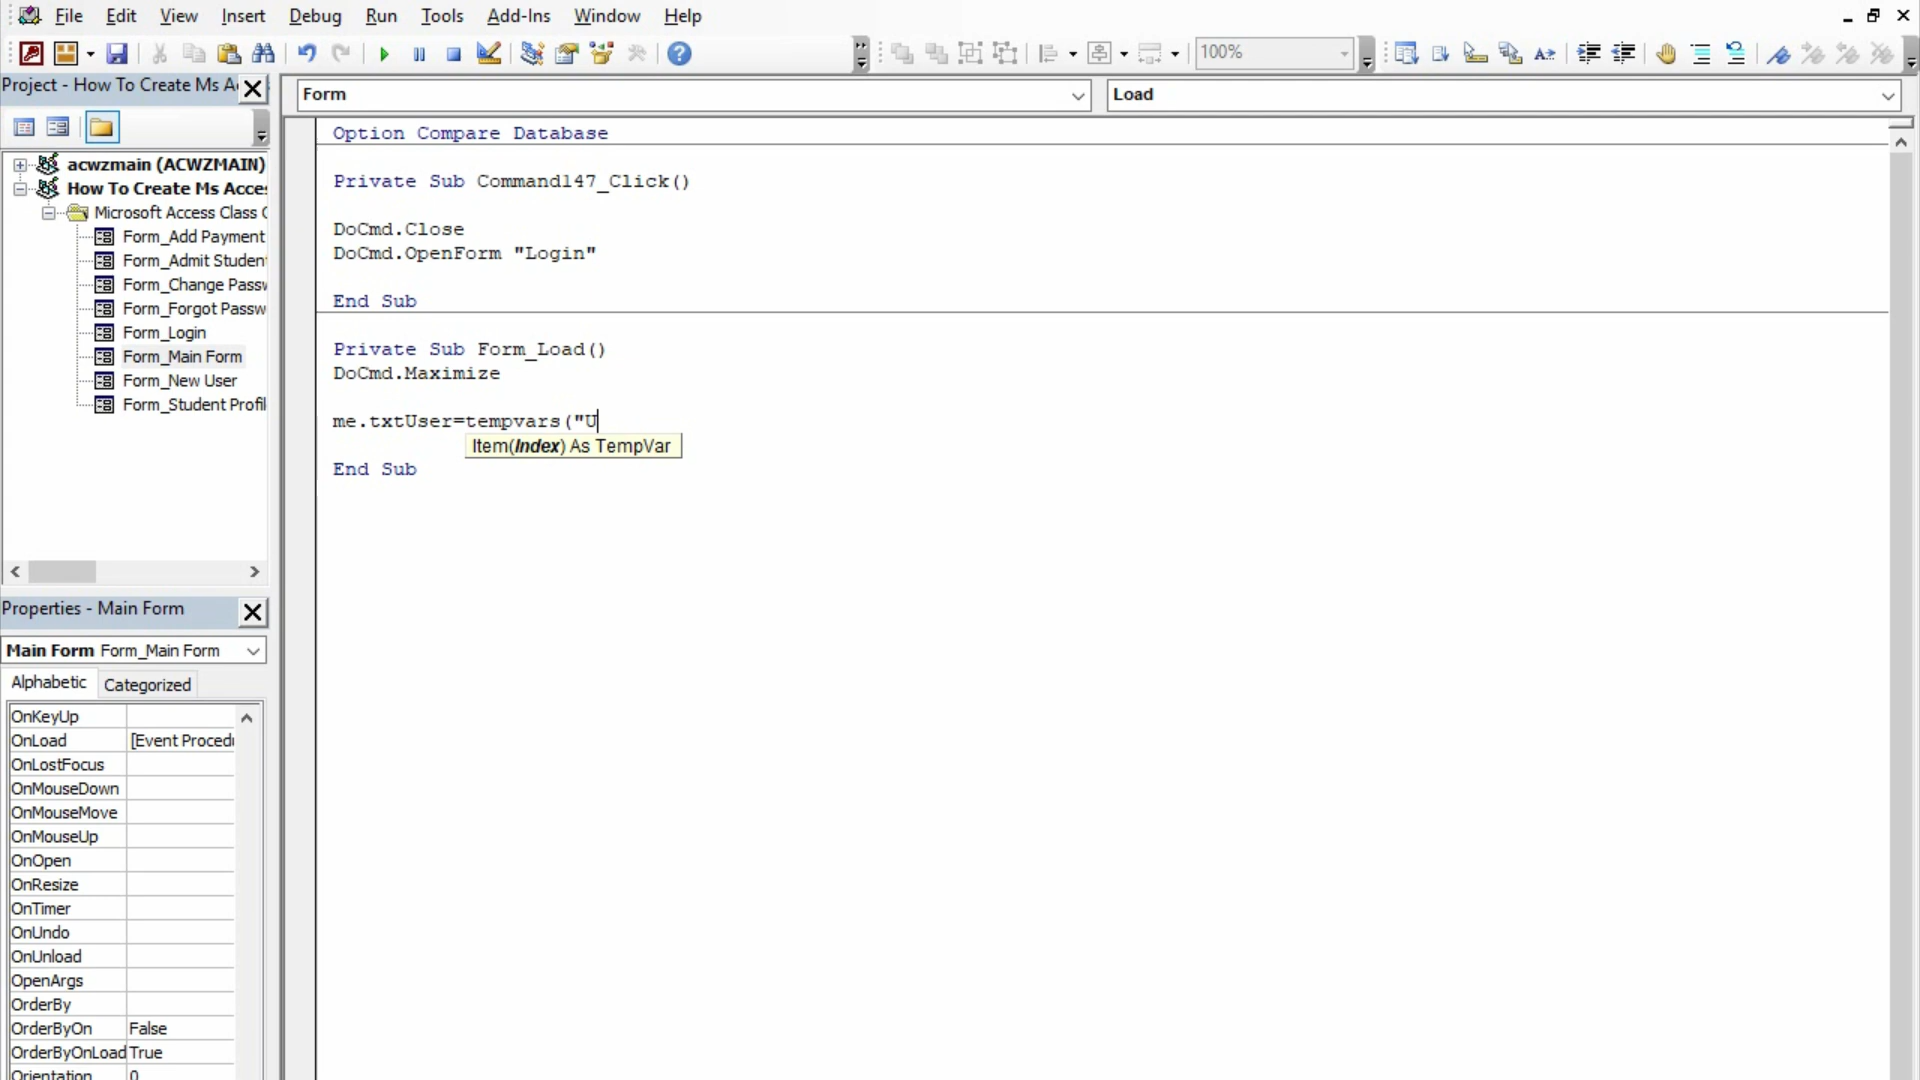 File Edit View Insert Debug Run Tools Add-Ins Window Help
100%
Project - How To Create Ms A
Form
Load
acwzmain (ACWZMAIN)
How To Create Ms Acce
Microsoft Access Class
Form_Add Payment
Form_Admit Studen
Form_Change Passw
Form_Forgot Passw
Form_Login
Form_Main Form
Form_New User
Form_Student Profil
Option Compare Database
Private Sub Command147_Click()
DoCmd.Close
DoCmd.OpenForm "Login"
End Sub
Private Sub Form_Load()
DoCmd.Maximize
me.txtUser=tempvars("U
Item(Index) As TempVar
End Sub
Properties - Main Form
Main Form Form_Main Form
Alphabetic Categorized
OnKeyUp
OnLoad [Event Procedu
OnLostFocus
OnMouseDown
OnMouseMove
OnMouseUp
OnOpen
OnResize
OnTimer
OnUndo
OnUnload
OpenArgs
OrderBy
OrderByOn False
OrderByOnLoad True
Orientation 0